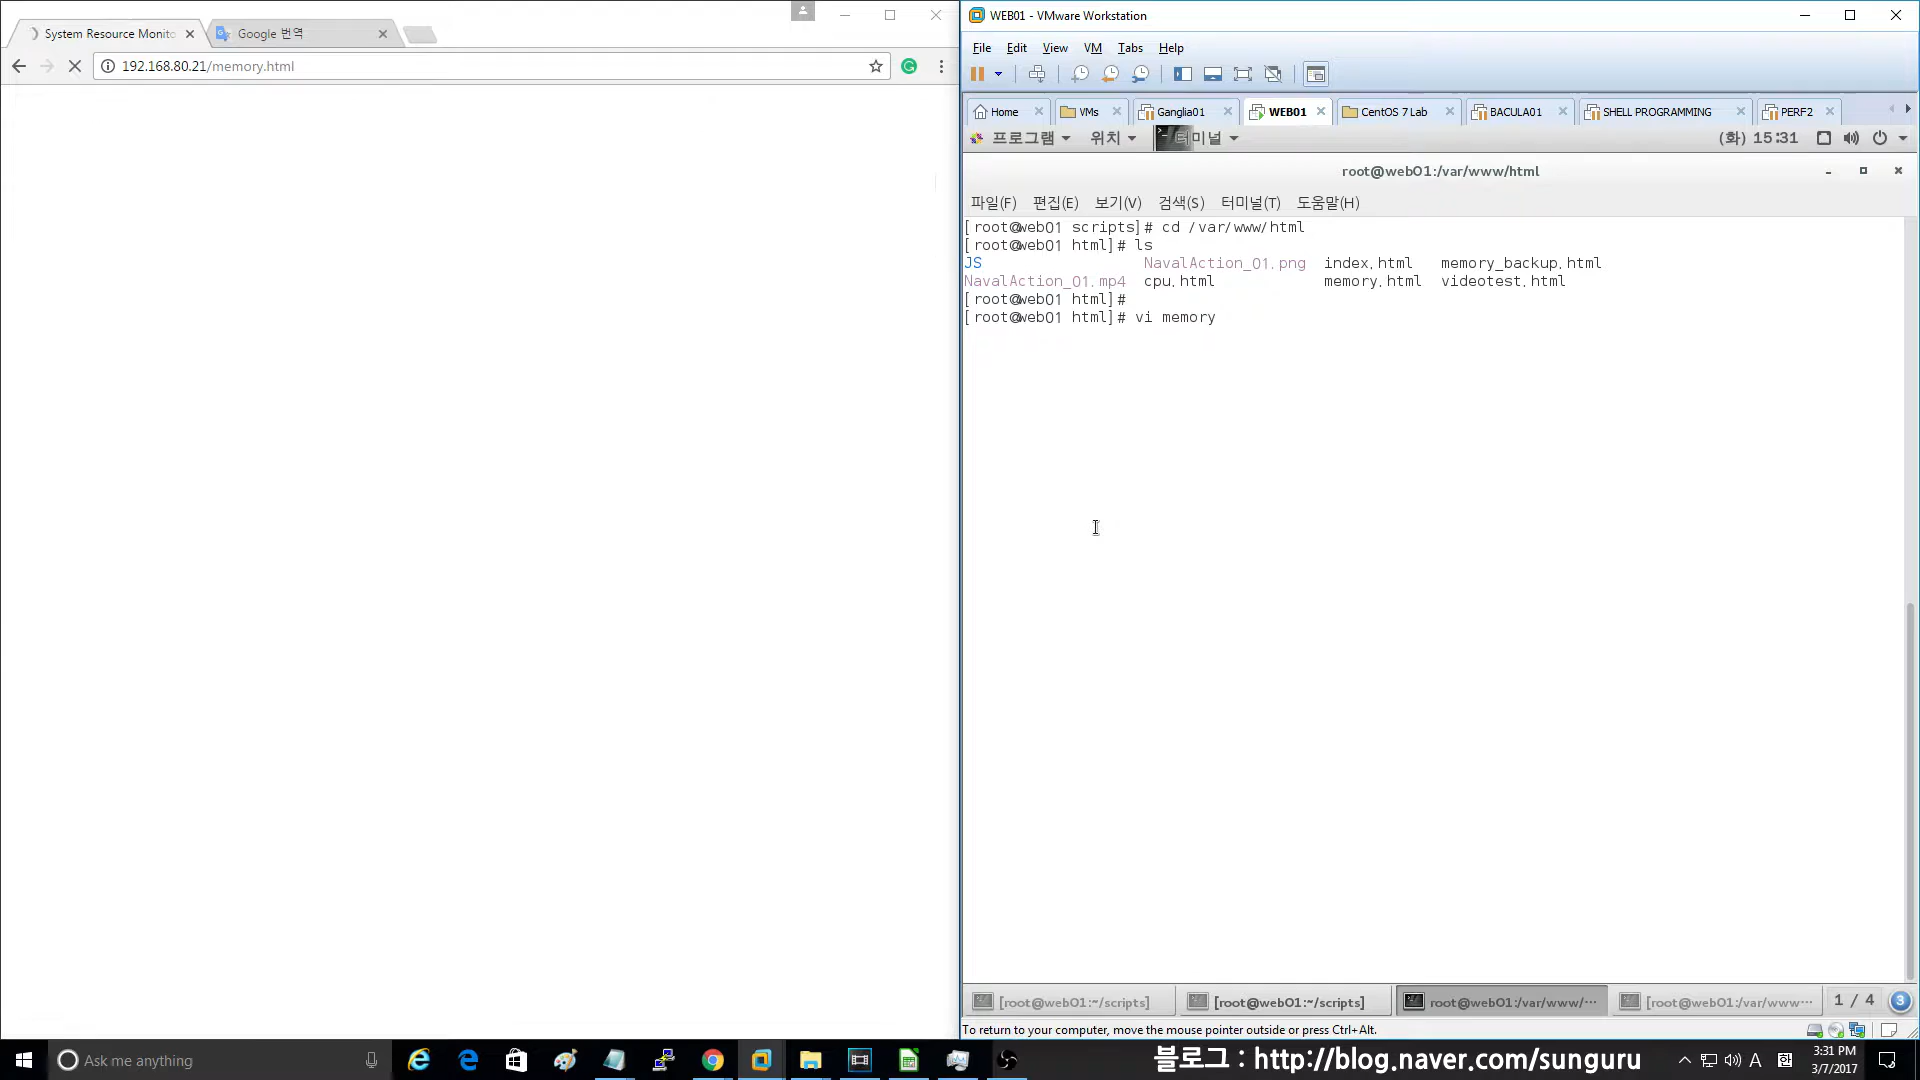 System Resource Monito
Google 번역
192.168.80.21/memory.html
WEB01 - VMware Workstation
File Edit View VM Tabs Help
Home VMs Ganglia01 WEB01 CentOS 7 Lab BACULA01 SHELL PROGRAMMING PERF2
프로그램 위치 터미널 (화) 15:31
root@web01:/var/www/html
파일(F) 편집(E) 보기(V) 검색(S) 터미널(T) 도움말(H)
[root@web01 scripts]# cd /var/www/html
[root@web01 html]# ls
JS NavalAction_01.png index.html memory_backup.html
NavalAction_01.mp4 cpu.html memory.html videotest.html
[root@web01 html]#
[root@web01 html]# vi memory
[root@web01:~/scripts] [root@web01:~/scripts] root@web01:/var/www/··· [root@web01:/var/www··· 1 / 4 3
To return to your computer, move the mouse pointer outside or press Ctrl+Alt.
Ask me anything
블로그 : http://blog.naver.com/sunguru
A 한
3:31 PM
3/7/2017